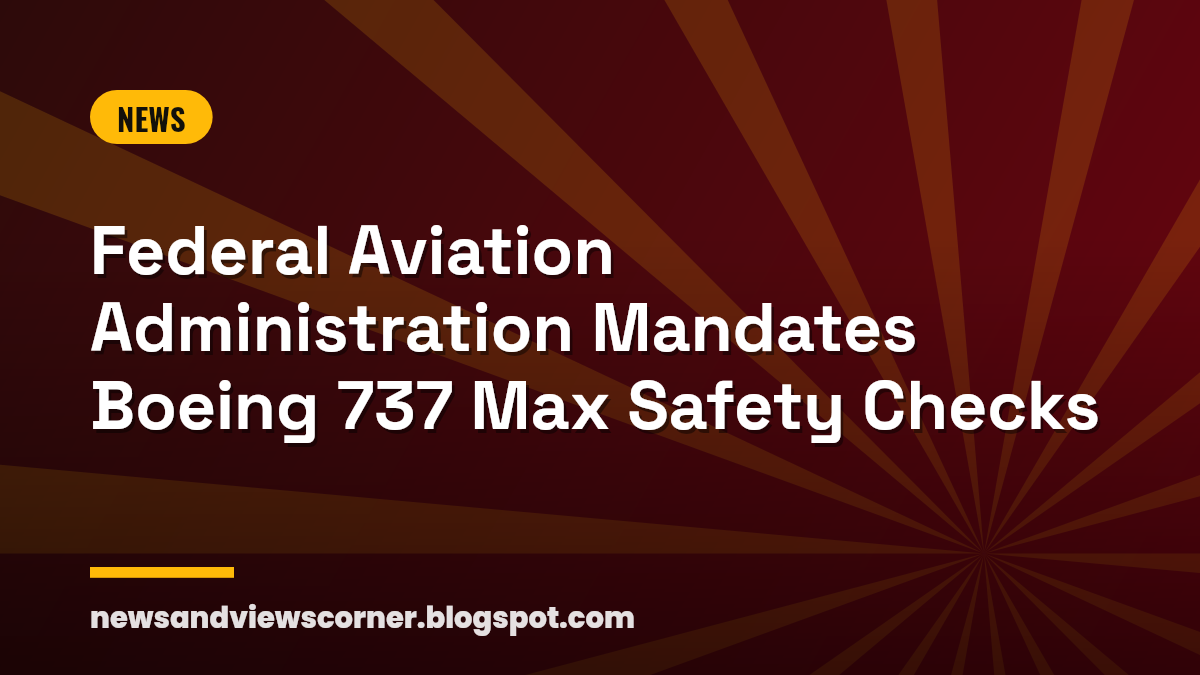 NEWS
Federal Aviation
Administration Mandates
Boeing 737 Max Safety Checks
newsandviewscorner.blogspot.com